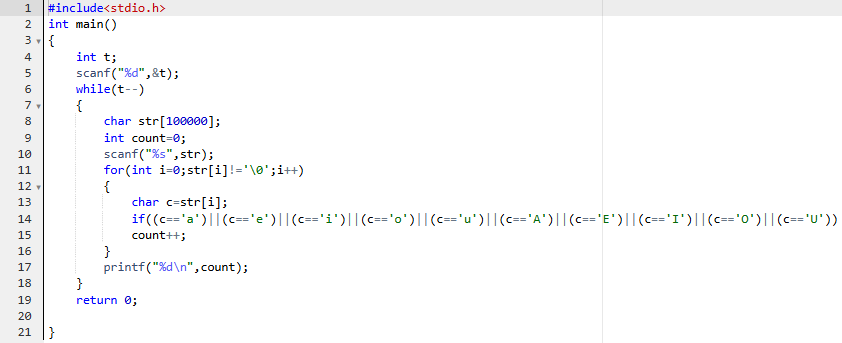 1 #include<stdio.h>
2 int main()
3 {
4 int t;
5 scanf("%d",&t);
6 while(t--)
7 {
8 char str[100000];
9 int count=0;
10 scanf("%s",str);
11 for(int i=0;str[i]!='\0';i++)
12 {
13 char c=str[i];
14 if((c=='a')||(c=='e')||(c=='i')||(c=='o')||(c=='u')||(c=='A')||(c=='E')||(c=='I')||(c=='O')||(c=='U'))
15 count++;
16 }
17 printf("%d\n",count);
18 }
19 return 0;
20
21 }